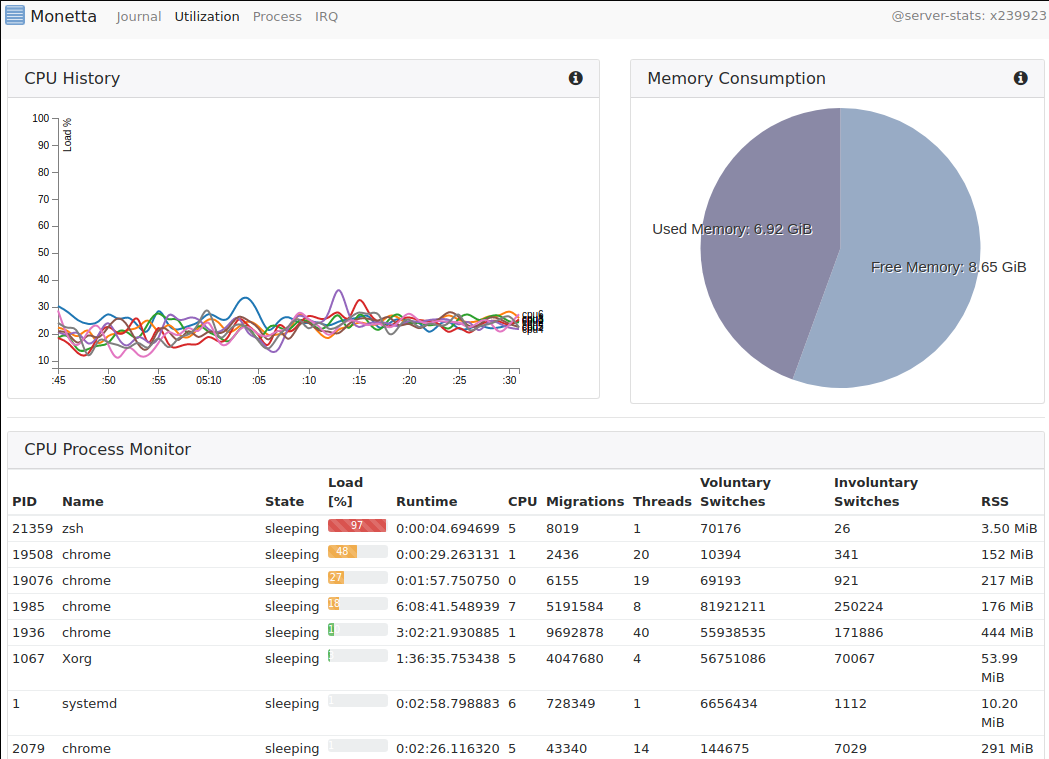 Monetta Journal Utilization Process IRQ @server-stats: x239923
CPU History
Memory Consumption
Load %
100
90
80
70
60
50
40
30
20
10
:45 :50 :55 05:10 :05 :10 :15 :20 :25 :30
Used Memory: 6.92 GiB
Free Memory: 8.65 GiB
CPU Process Monitor
PID Name State Load [%] Runtime CPU Migrations Threads Voluntary Switches Involuntary Switches RSS
21359 zsh sleeping 97 0:00:04.694699 5 8019 1 70176 26 3.50 MiB
19508 chrome sleeping 48 0:00:29.263131 1 2436 20 10394 341 152 MiB
19076 chrome sleeping 27 0:01:57.750750 0 6155 19 69193 921 217 MiB
1985 chrome sleeping 18 6:08:41.548939 7 5191584 8 81921211 250224 176 MiB
1936 chrome sleeping 3:02:21.930885 1 9692878 40 55938535 171886 444 MiB
1067 Xorg sleeping 1:36:35.753438 5 4047680 4 56751086 70067 53.99 MiB
1 systemd sleeping 0:02:58.798883 6 728349 1 6656434 1112 10.20 MiB
2079 chrome sleeping 0:02:26.116320 5 43340 14 144675 7029 291 MiB